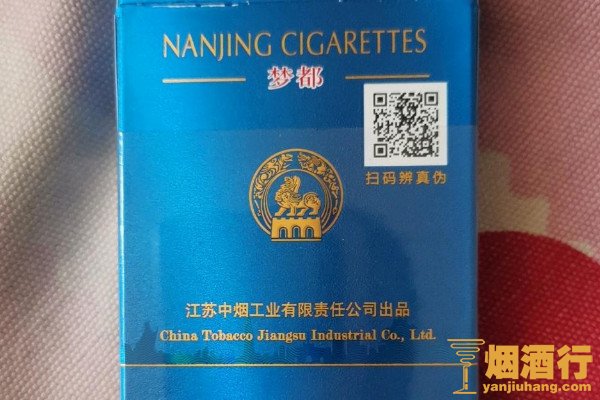 NANJING CIGARETTES
梦都
扫码辨真伪
江苏中烟工业有限责任公司出品
China Tobacco Jiangsu Industrial Co., Ltd.
烟酒行
yanjiuhang.com